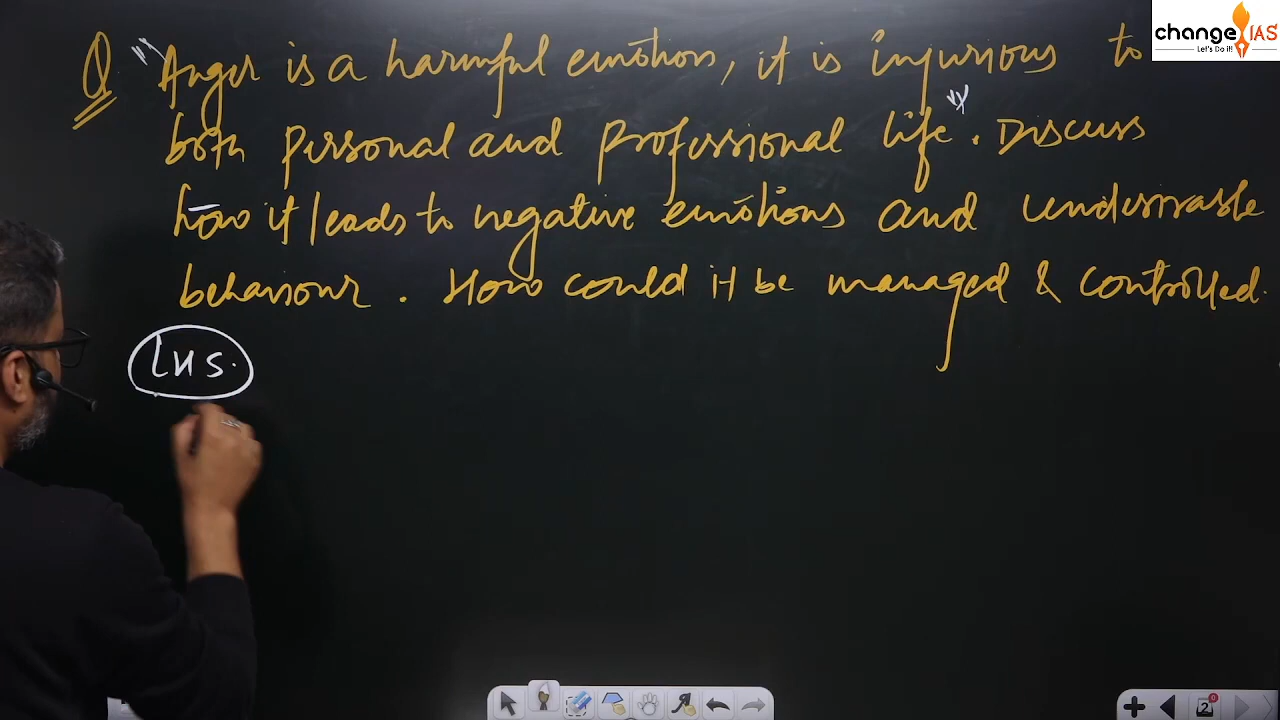 change IAS
Let's Do it!
Q "Anger is a harmful emotion, it is injurious to
both personal and professional life". Discuss
how it leads to negative emotions and undesirable
behaviour. How could it be managed & controlled.
2